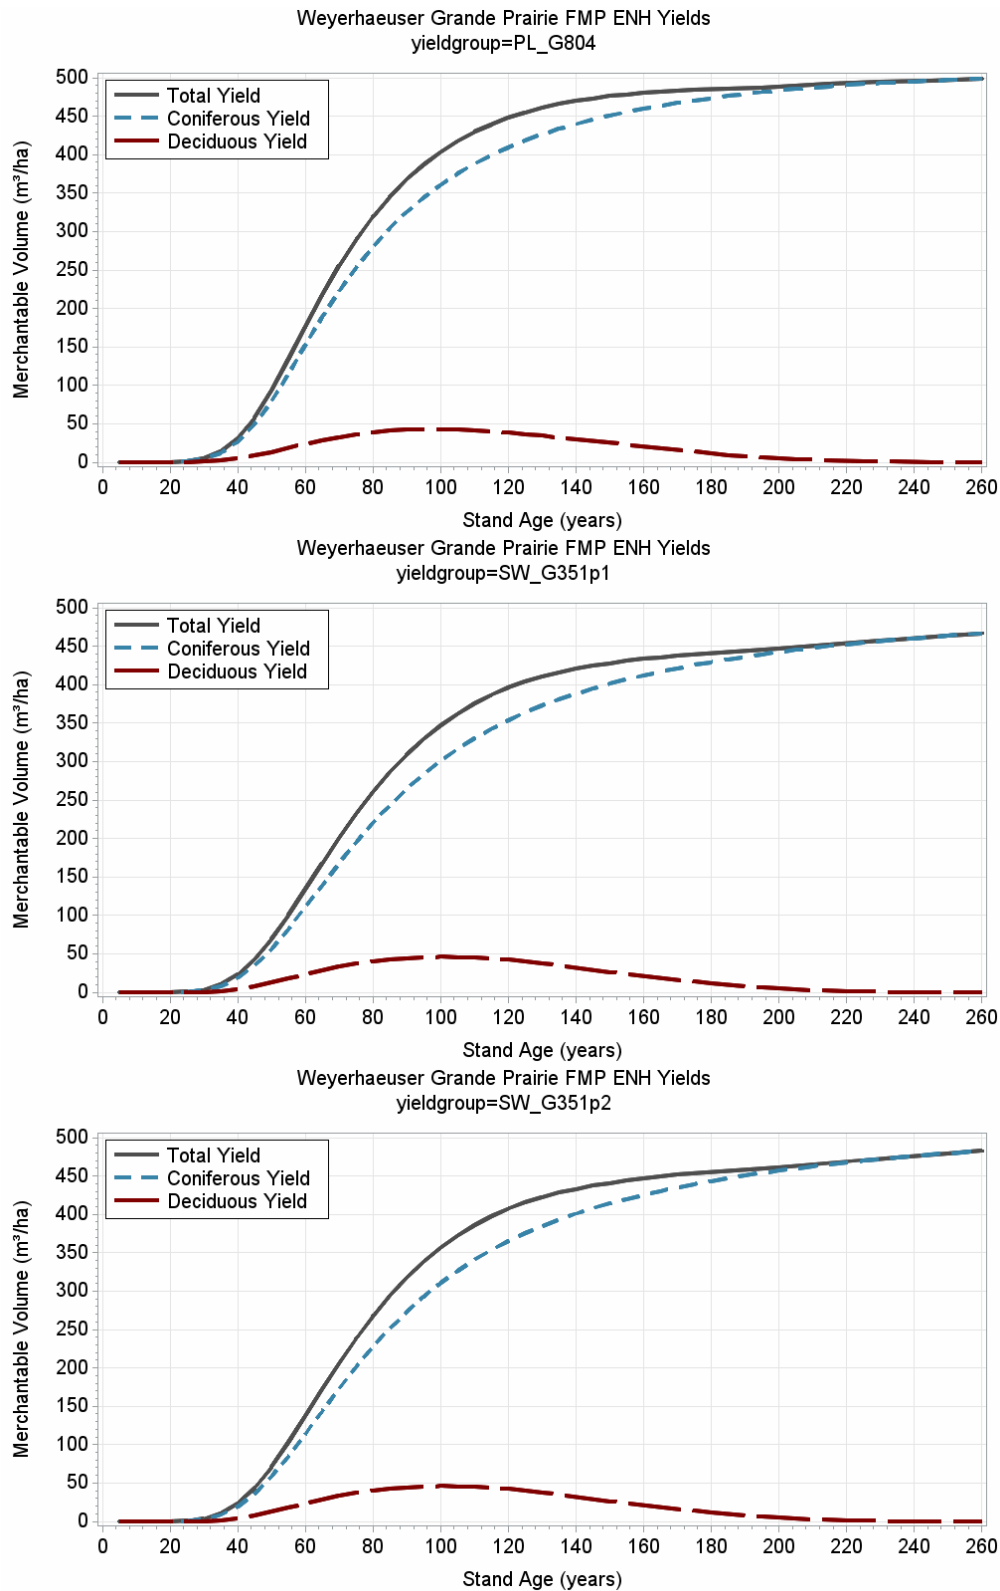 Weyerhaeuser Grande Prairie FMP ENH Yields
yieldgroup=PL_G804
Total Yield
Coniferous Yield
Deciduous Yield
Merchantable Volume (m³/ha)
500
450
400
350
300
250
200
150
100
50
0
0 20 40 60 80 100 120 140 160 180 200 220 240 260
Stand Age (years)
Weyerhaeuser Grande Prairie FMP ENH Yields
yieldgroup=SW_G351p1
Total Yield
Coniferous Yield
Deciduous Yield
Merchantable Volume (m³/ha)
500
450
400
350
300
250
200
150
100
50
0
0 20 40 60 80 100 120 140 160 180 200 220 240 260
Stand Age (years)
Weyerhaeuser Grande Prairie FMP ENH Yields
yieldgroup=SW_G351p2
Total Yield
Coniferous Yield
Deciduous Yield
Merchantable Volume (m³/ha)
500
450
400
350
300
250
200
150
100
50
0
0 20 40 60 80 100 120 140 160 180 200 220 240 260
Stand Age (years)